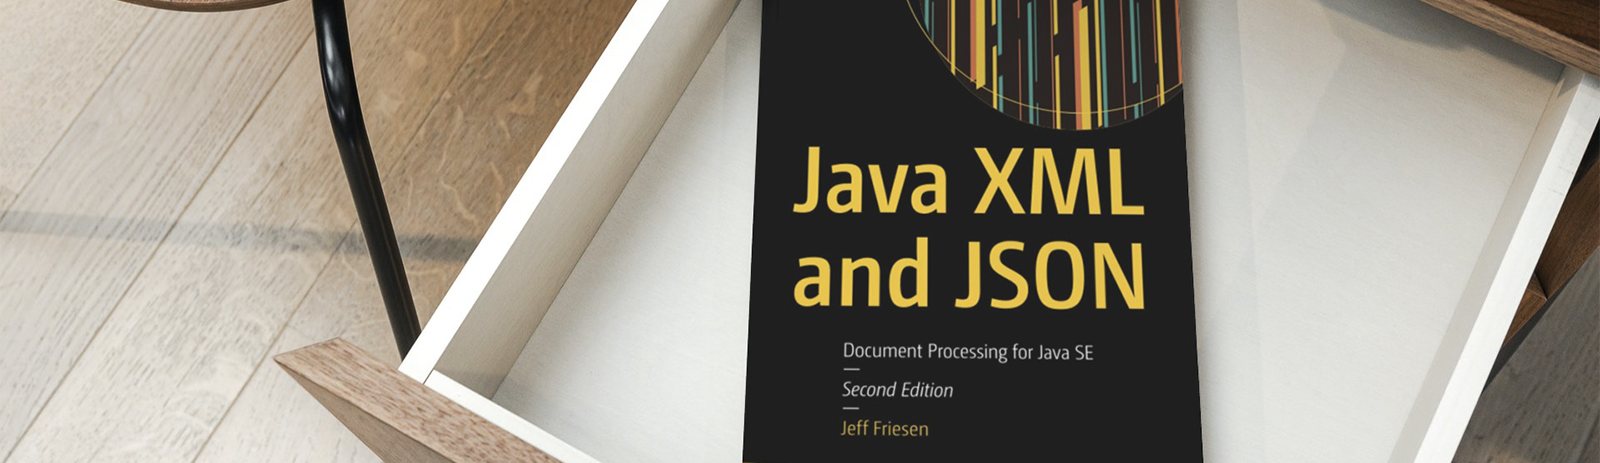 Java XML
and JSON
Document Processing for Java SE
—
Second Edition
—
Jeff Friesen